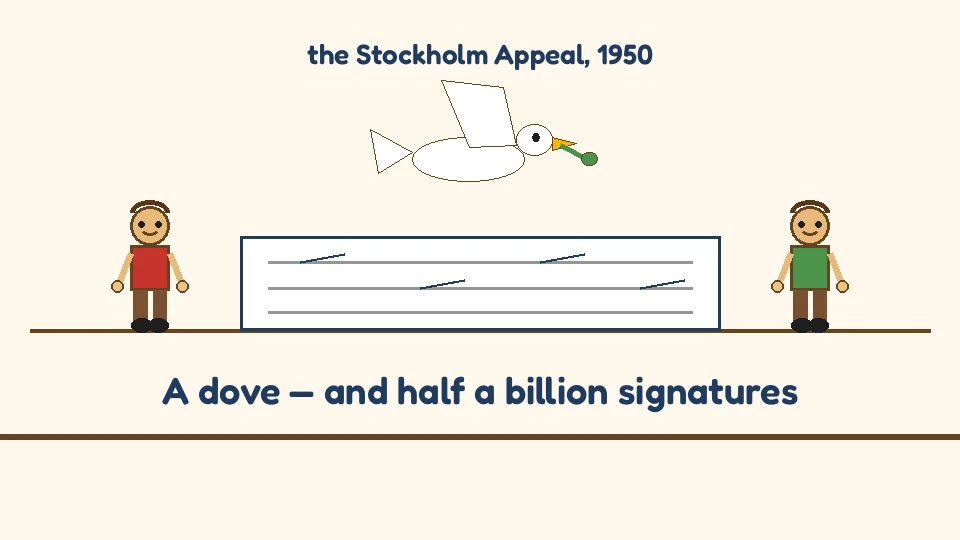 the Stockholm Appeal, 1950
A dove — and half a billion signatures